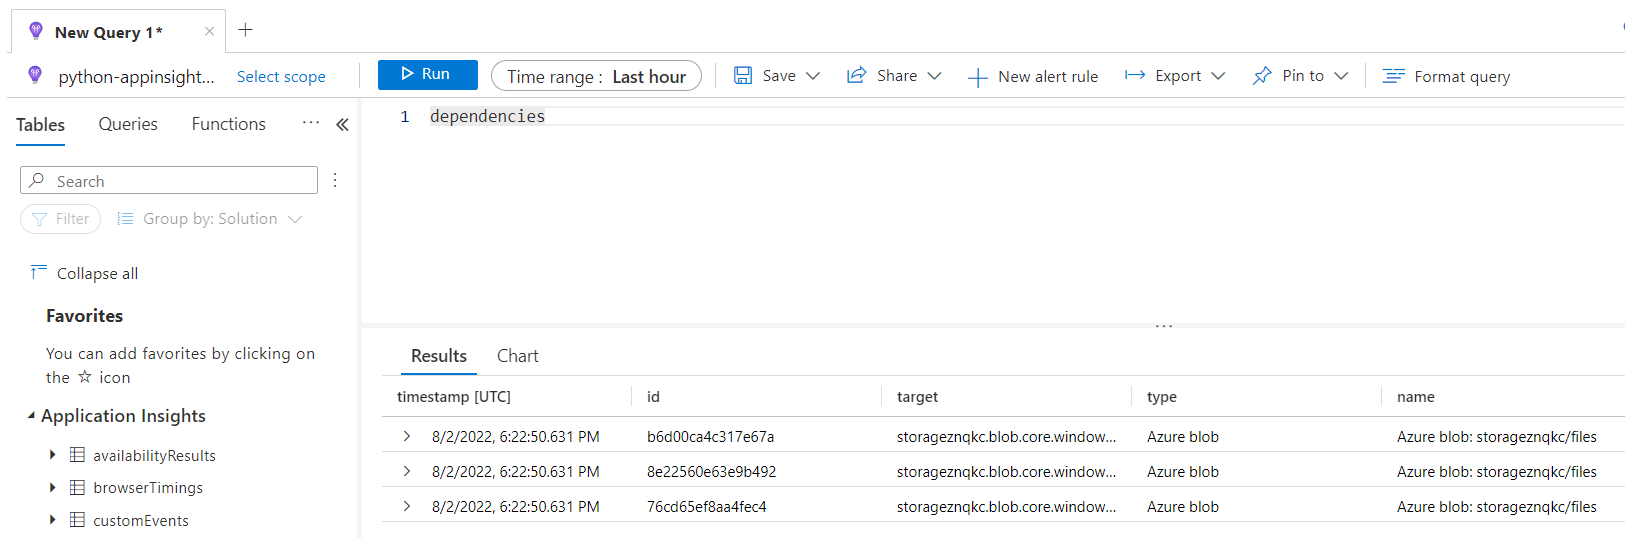 New Query 1*
python-appinsight... Select scope Run Time range : Last hour Save Share New alert rule Export Pin to Format query
Tables Queries Functions ...
1 dependencies
Search
Filter Group by: Solution
Collapse all
Favorites
You can add favorites by clicking on
the ☆ icon
Application Insights
availabilityResults
browserTimings
customEvents
Results Chart
timestamp [UTC] id target type name
8/2/2022, 6:22:50.631 PM b6d00ca4c317e67a storageznqkc.blob.core.window... Azure blob Azure blob: storageznqkc/files
8/2/2022, 6:22:50.631 PM 8e22560e63e9b492 storageznqkc.blob.core.window... Azure blob Azure blob: storageznqkc/files
8/2/2022, 6:22:50.631 PM 76cd65ef8aa4fec4 storageznqkc.blob.core.window... Azure blob Azure blob: storageznqkc/files